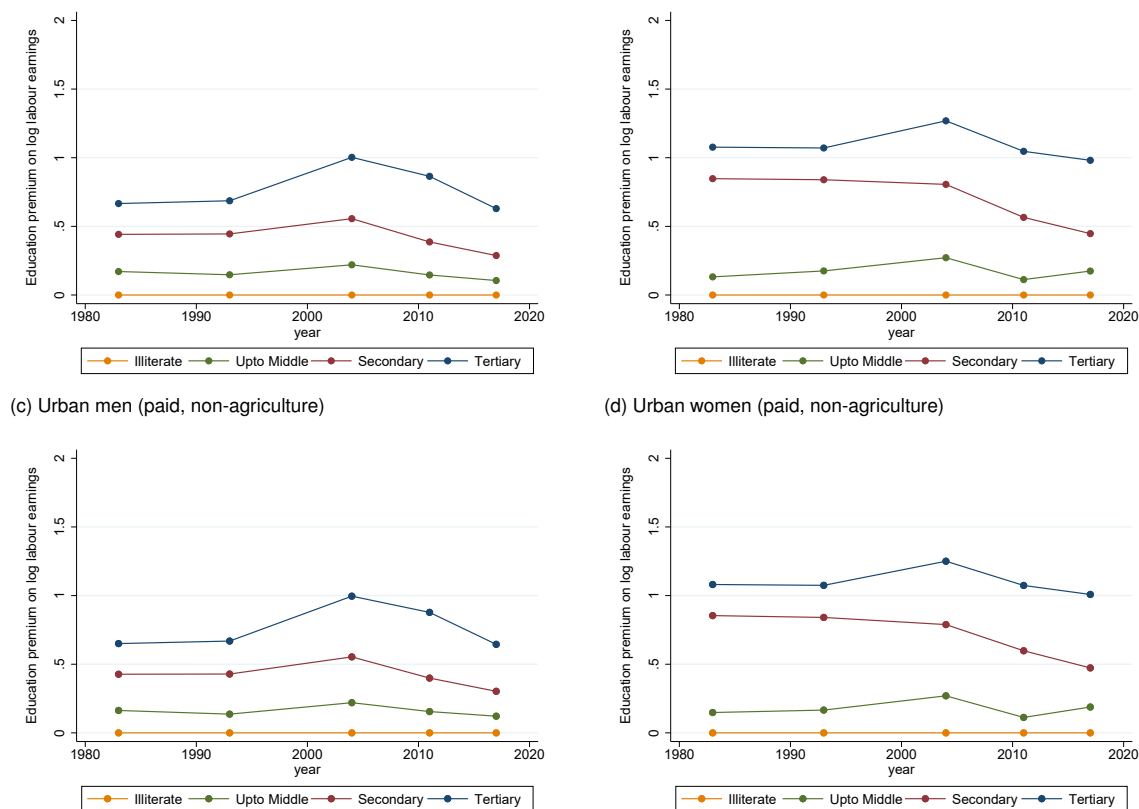 Education premium on log labour earnings
2
1.5
1
.5
0
1980 1990 2000 2010 2020
year
Illiterate Upto Middle Secondary Tertiary
Education premium on log labour earnings
2
1.5
1
.5
0
1980 1990 2000 2010 2020
year
Illiterate Upto Middle Secondary Tertiary
(c) Urban men (paid, non-agriculture)
(d) Urban women (paid, non-agriculture)
Education premium on log labour earnings
2
1.5
1
.5
0
1980 1990 2000 2010 2020
year
Illiterate Upto Middle Secondary Tertiary
Education premium on log labour earnings
2
1.5
1
.5
0
1980 1990 2000 2010 2020
year
Illiterate Upto Middle Secondary Tertiary